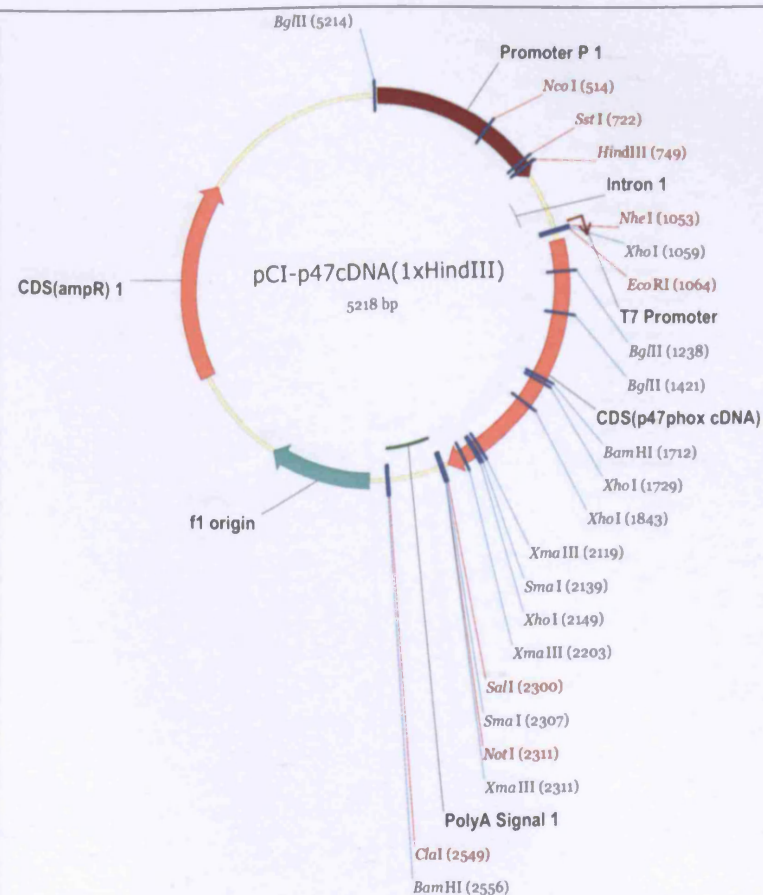 BglII (5214)
Promoter P 1
NcoI (514)
SstI (722)
HindIII (749)
Intron 1
NheI (1053)
XhoI (1059)
EcoRI (1064)
T7 Promoter
BglII (1238)
BglII (1421)
CDS(p47phox cDNA)
BamHI (1712)
XhoI (1729)
XhoI (1843)
XmaIII (2119)
SmaI (2139)
XhoI (2149)
XmaIII (2203)
SalI (2300)
SmaI (2307)
NotI (2311)
XmaIII (2311)
PolyA Signal 1
ClaI (2549)
BamHI (2556)
f1 origin
CDS(ampR) 1
pCI-p47cDNA(1xHindIII)
5218 bp